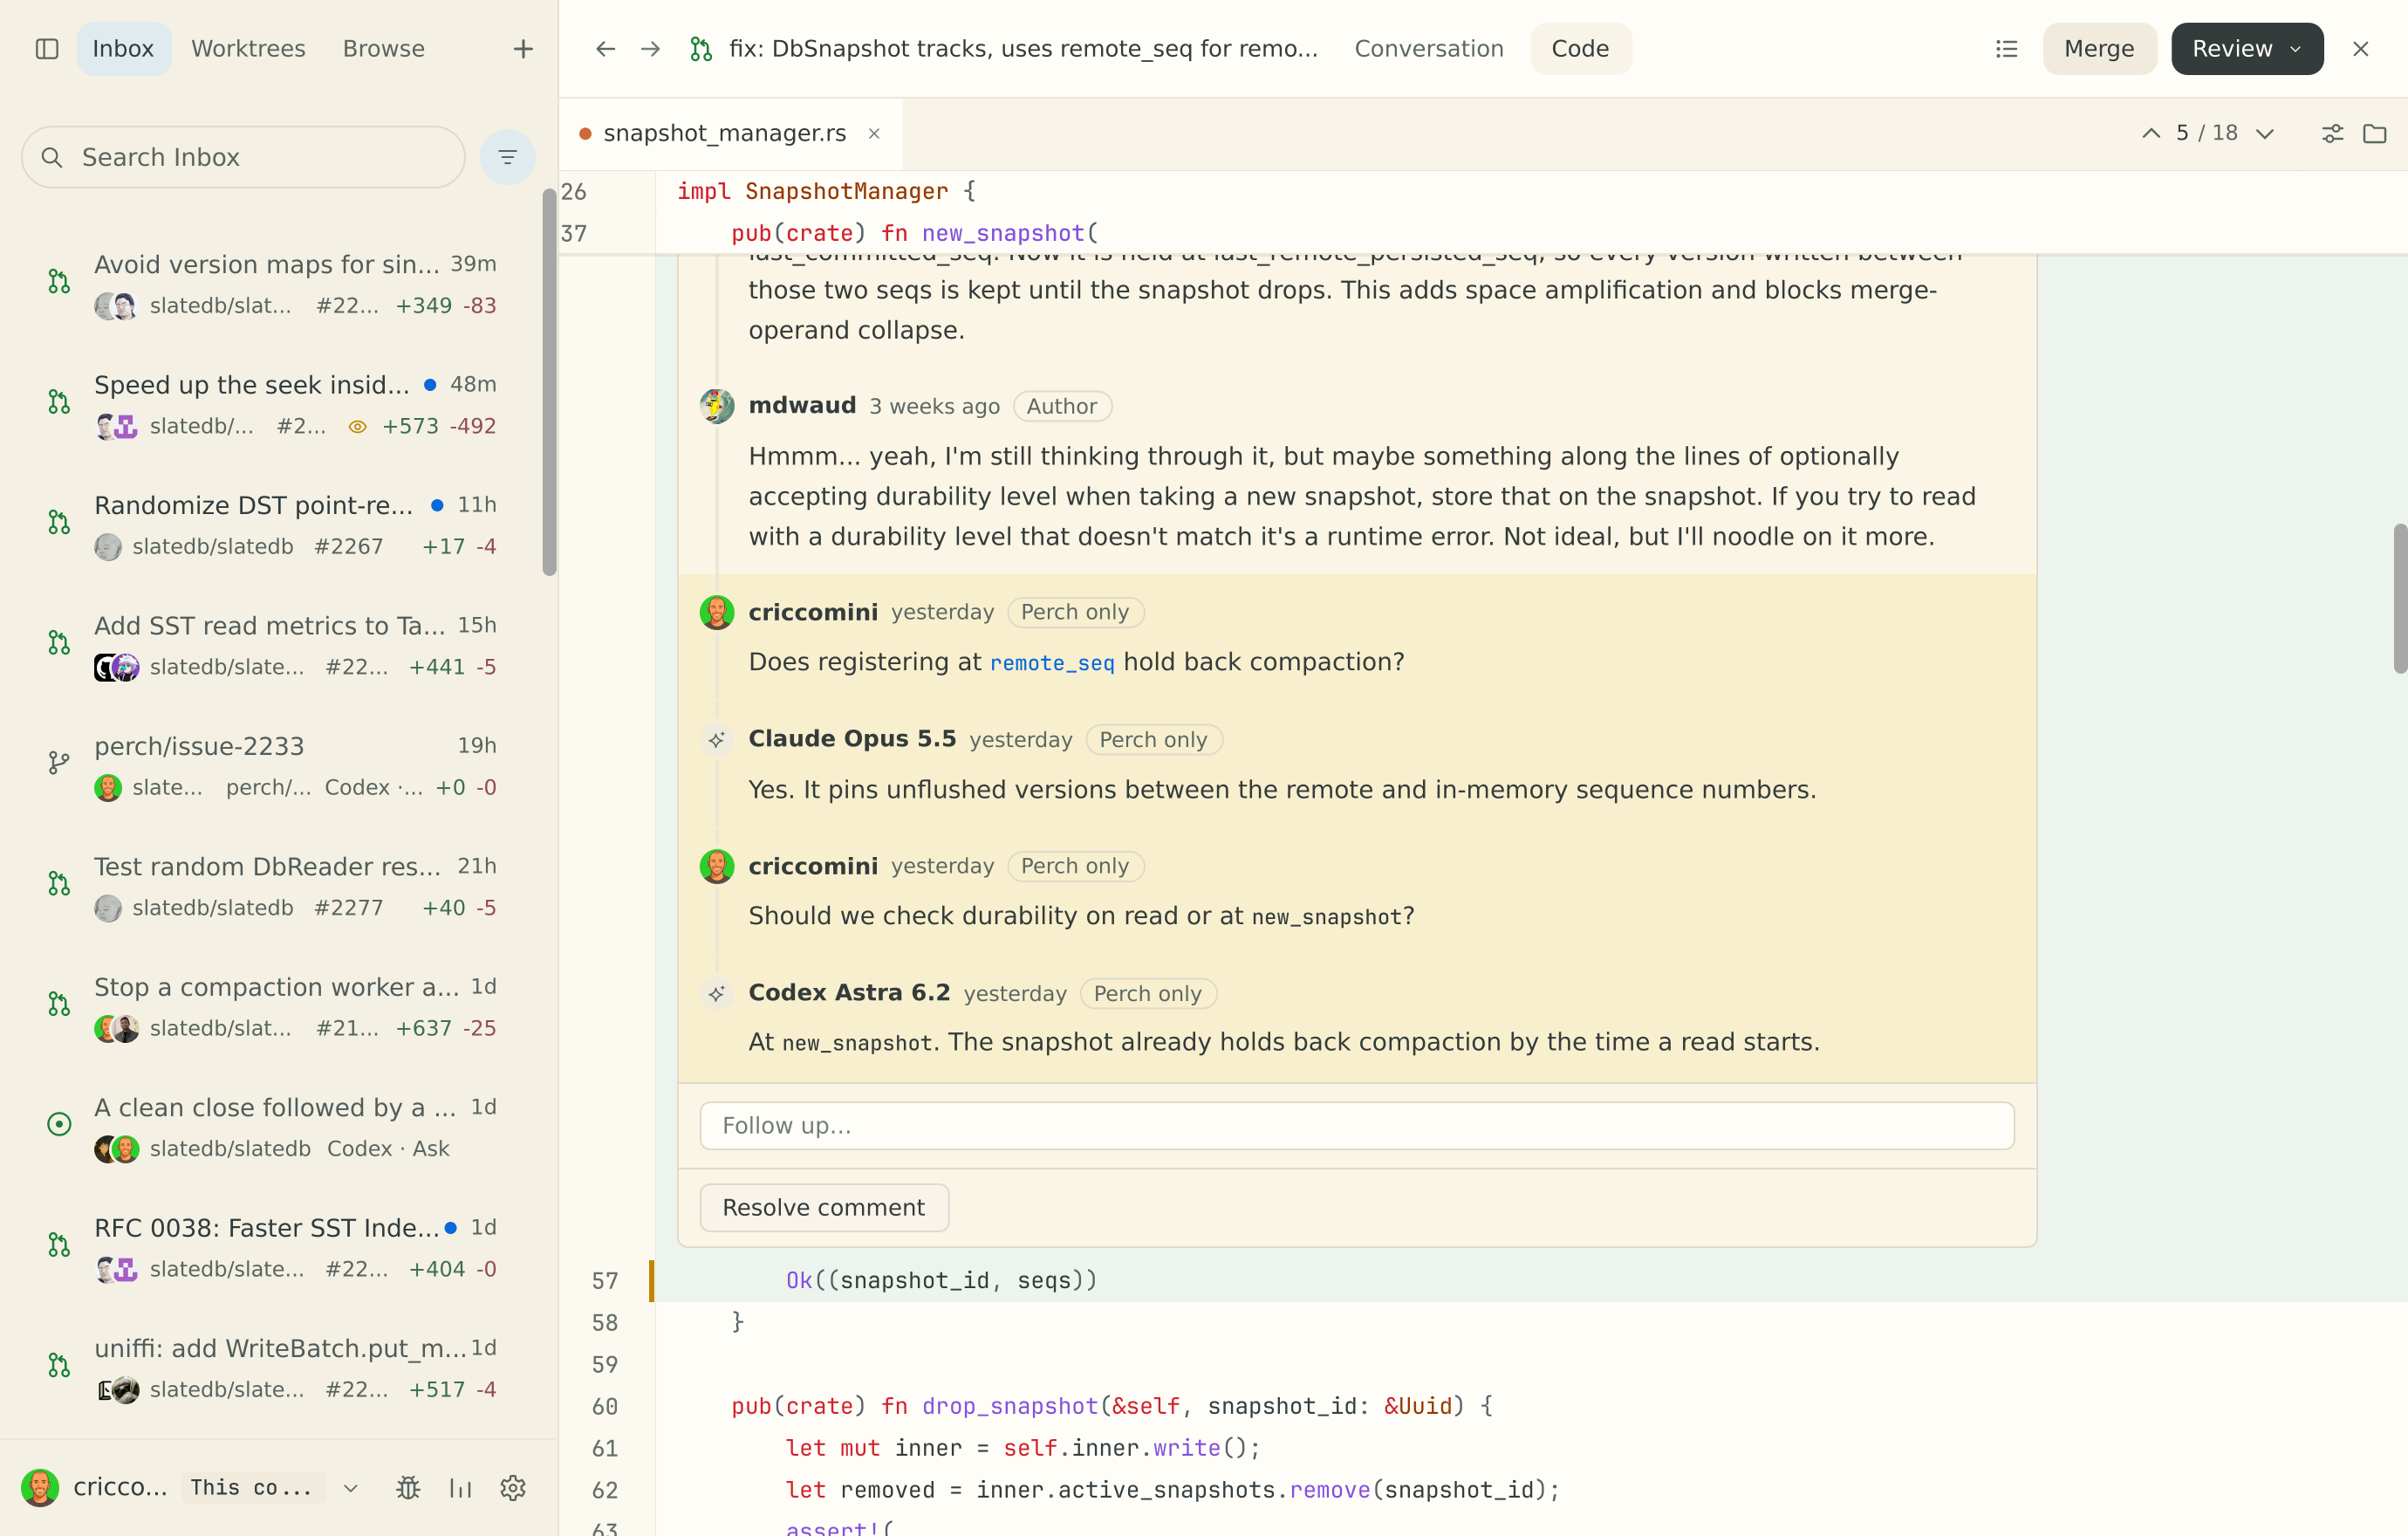 Inbox Worktrees Browse
Search Inbox
Avoid version maps for sin... 39m
slatedb/slat... #22... +349 -83
Speed up the seek insid... 48m
slatedb/... #2... +573 -492
Randomize DST point-re... 11h
slatedb/slatedb #2267 +17 -4
Add SST read metrics to Ta... 15h
slatedb/slate... #22... +441 -5
perch/issue-2233 19h
slate... perch/... Codex ·... +0 -0
Test random DbReader res... 21h
slatedb/slatedb #2277 +40 -5
Stop a compaction worker a... 1d
slatedb/slat... #21... +637 -25
A clean close followed by a ... 1d
slatedb/slatedb Codex · Ask
RFC 0038: Faster SST Inde... 1d
slatedb/slate... #22... +404 -0
uniffi: add WriteBatch.put_m... 1d
slatedb/slate... #22... +517 -4
cricco... This co...
fix: DbSnapshot tracks, uses remote_seq for remo... Conversation Code Merge Review
snapshot_manager.rs 5 / 18
26 impl SnapshotManager {
37 pub(crate) fn new_snapshot(
last_committed_seq. Now it is held at last_remote_persisted_seq, so every version written between
those two seqs is kept until the snapshot drops. This adds space amplification and blocks merge-
operand collapse.
mdwaud 3 weeks ago Author
Hmmm... yeah, I'm still thinking through it, but maybe something along the lines of optionally
accepting durability level when taking a new snapshot, store that on the snapshot. If you try to read
with a durability level that doesn't match it's a runtime error. Not ideal, but I'll noodle on it more.
criccomini yesterday Perch only
Does registering at remote_seq hold back compaction?
Claude Opus 5.5 yesterday Perch only
Yes. It pins unflushed versions between the remote and in-memory sequence numbers.
criccomini yesterday Perch only
Should we check durability on read or at new_snapshot?
Codex Astra 6.2 yesterday Perch only
At new_snapshot. The snapshot already holds back compaction by the time a read starts.
Follow up...
Resolve comment
57 Ok((snapshot_id, seqs))
58 }
59
60 pub(crate) fn drop_snapshot(&self, snapshot_id: &Uuid) {
61 let mut inner = self.inner.write();
62 let removed = inner.active_snapshots.remove(snapshot_id);
63 assert!(